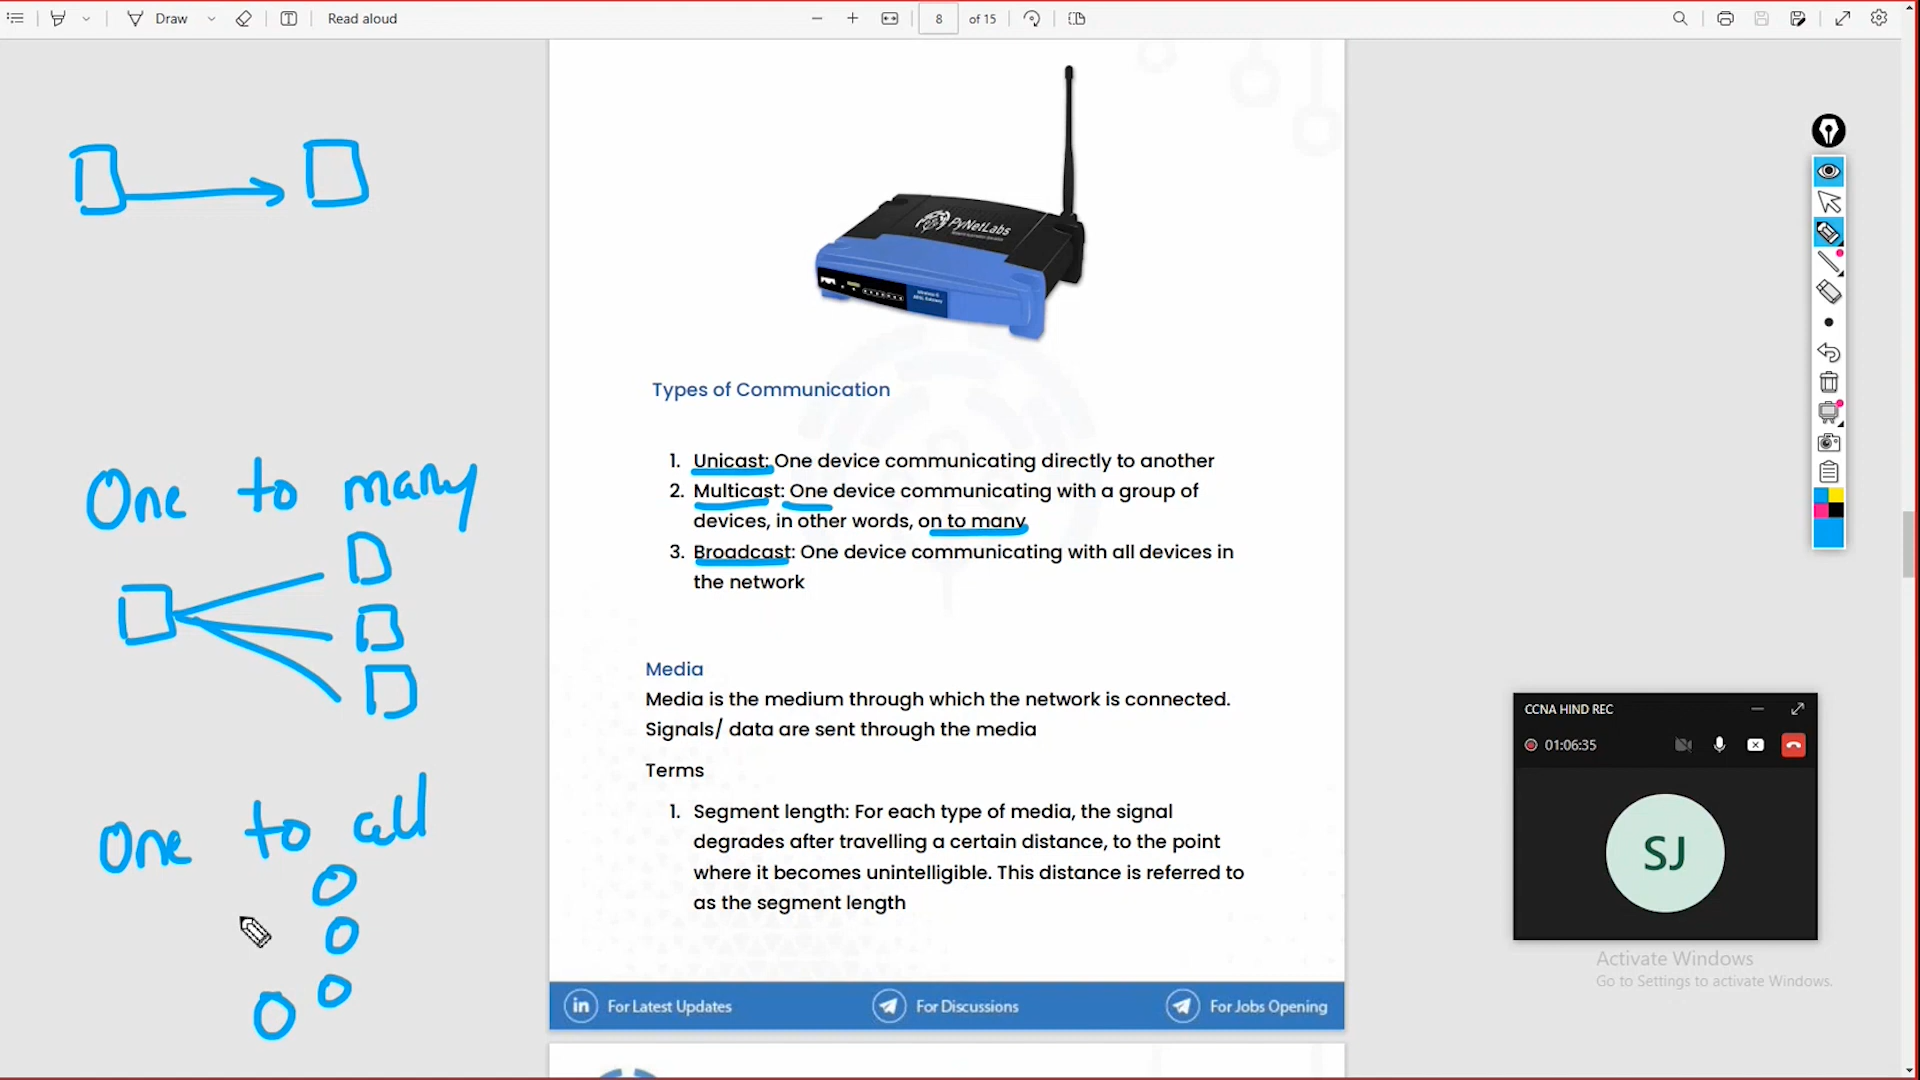 Draw
Read aloud
8 of 15
PyNetLabs
Types of Communication
1. Unicast: One device communicating directly to another
2. Multicast: One device communicating with a group of
devices, in other words, on to many
3. Broadcast: One device communicating with all devices in
the network
Media
Media is the medium through which the network is connected.
Signals/ data are sent through the media
Terms
1. Segment length: For each type of media, the signal
degrades after travelling a certain distance, to the point
where it becomes unintelligible. This distance is referred to
as the segment length
in For Latest Updates
For Discussions
For Jobs Opening
One to many
One to all
CCNA HIND REC
01:06:35
SJ
Activate Windows
Go to Settings to activate Windows.